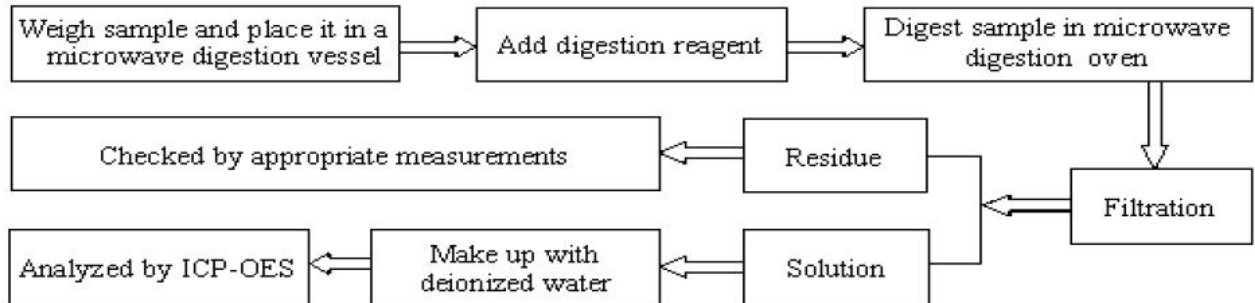 Weigh sample and place it in a
microwave digestion vessel
Add digestion reagent
Digest sample in microwave
digestion oven
Filtration
Residue
Checked by appropriate measurements
Solution
Make up with
deionized water
Analyzed by ICP-OES